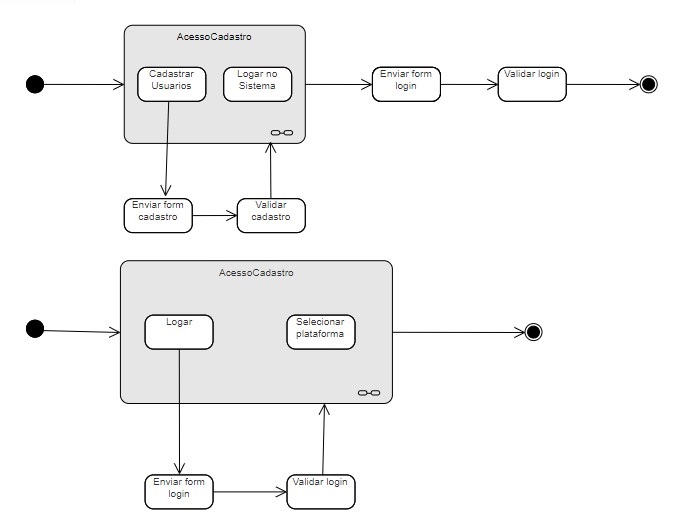 AcessoCadastro
Cadastrar
Usuarios
Logar no
Sistema
Enviar form
login
Validar login
Enviar form
cadastro
Validar
cadastro
AcessoCadastro
Logar
Selecionar
plataforma
Enviar form
login
Validar login